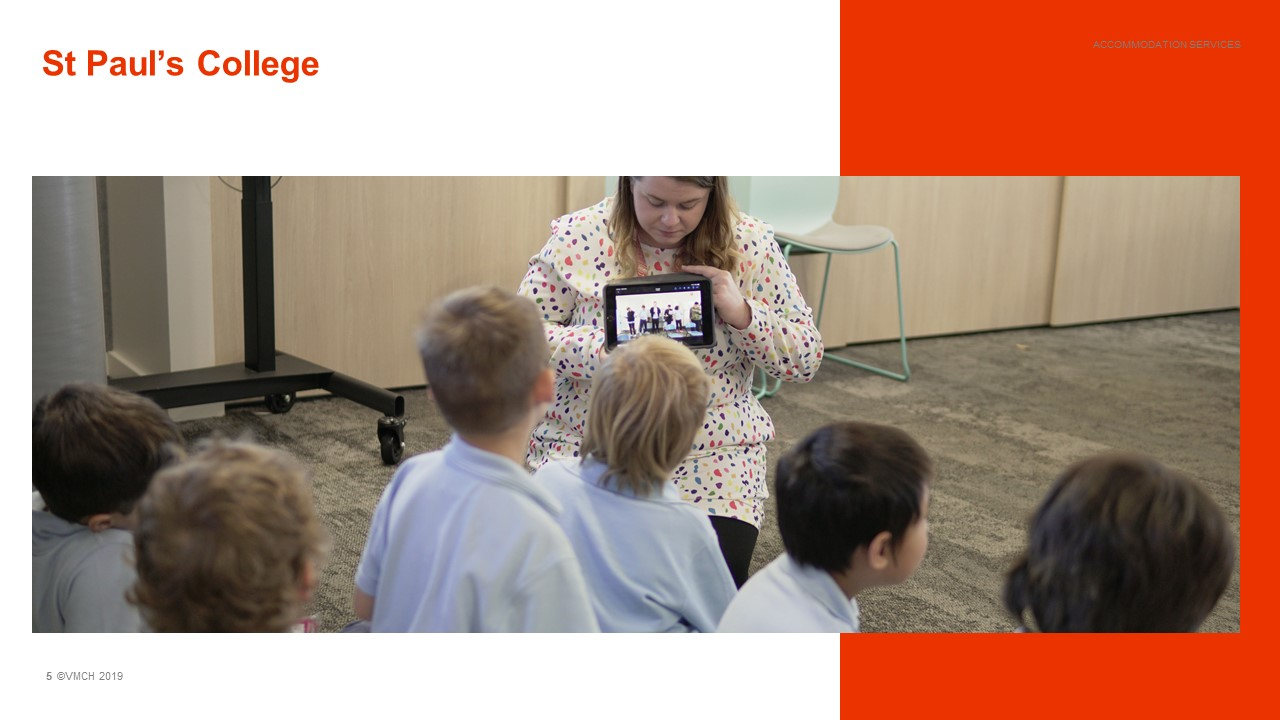 St Paul’s College
ACCOMMODATION SERVICES
5 ©VMCH 2019